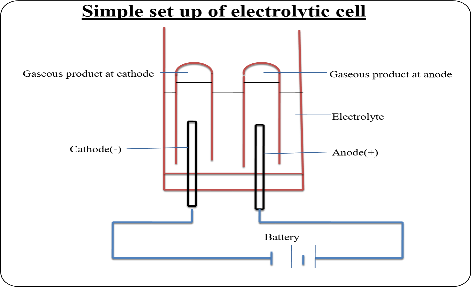 Simple set up of electrolytic cell
Gaseous product at cathode
Gaseous product at anode
Electrolyte
Cathode(-)
Anode(+)
Battery